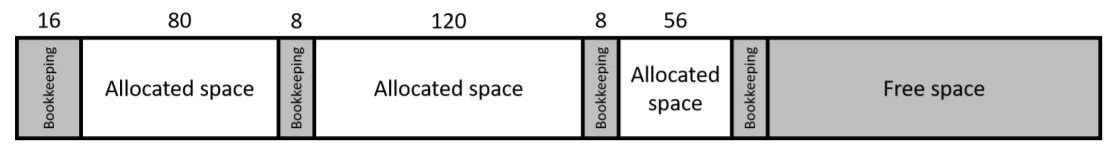 16 80 8 120 8 56
Bookkeeping
Allocated space
Bookkeeping
Allocated space
Bookkeeping
Allocated
space
Bookkeeping
Free space